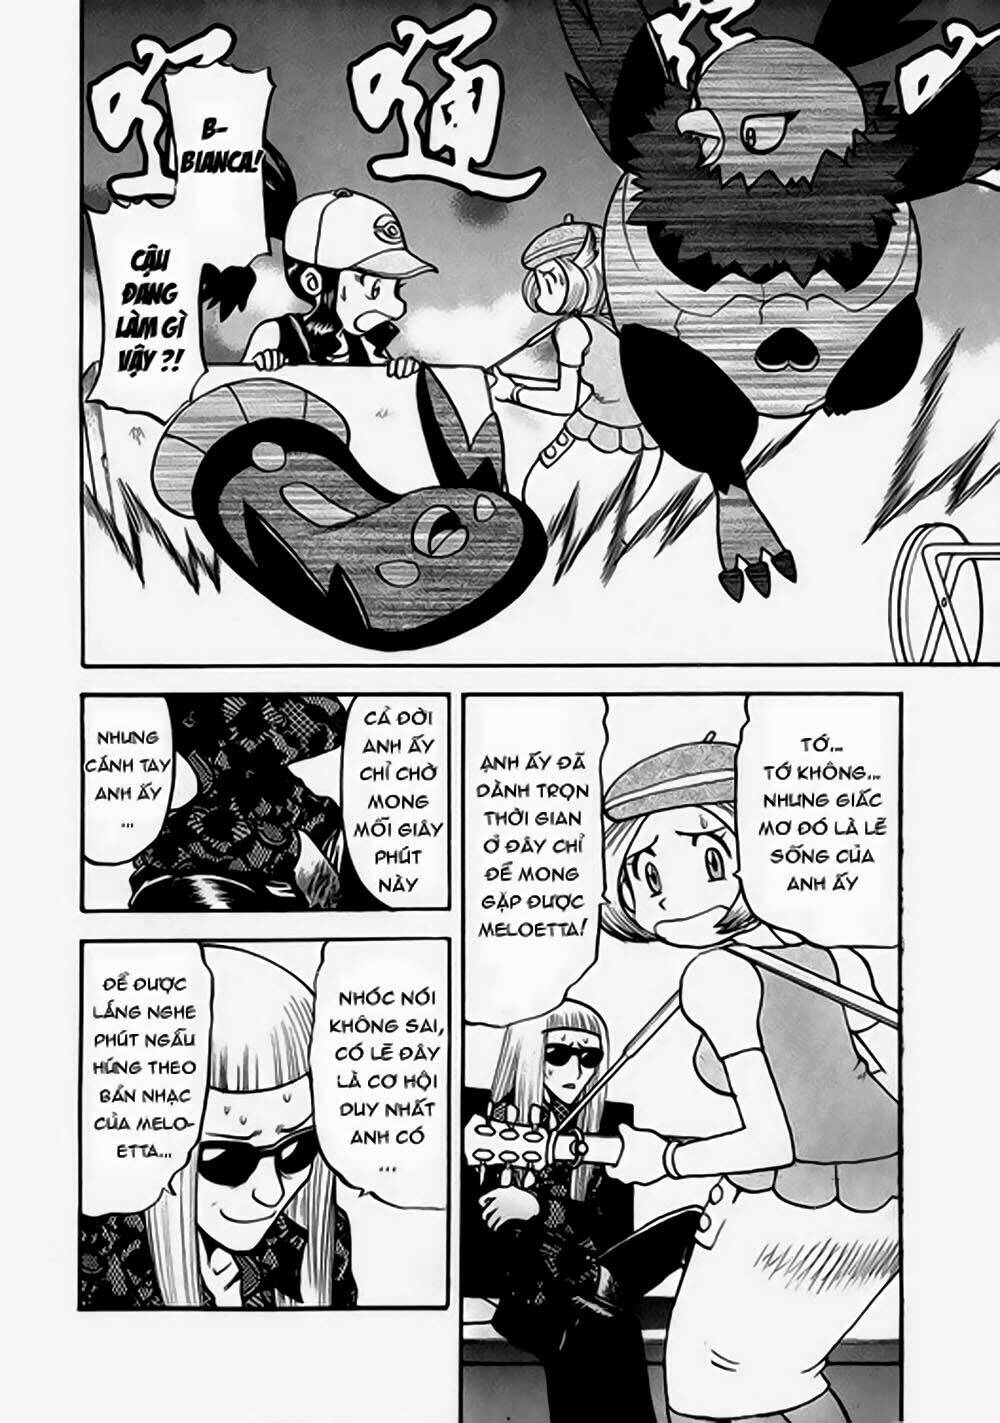 B-
BIANCA!
CẬU
ĐANG
LÀM GÌ
VẬY ?!
TỚ...
TỚ KHÔNG...
NHƯNG GIẤC
MƠ ĐÓ LÀ LẼ
SỐNG CỦA
ANH ẤY
ANH ẤY ĐÃ
DÀNH TRỌN
THỜI GIAN
Ở ĐÂY CHỈ
ĐỂ MONG
GẶP ĐƯỢC
MELOETTA!
CẢ ĐỜI
ANH ẤY
CHỈ CHỜ
MONG
MỖI GIÂY
PHÚT
NÀY
NHƯNG
CÁNH TAY
ANH ẤY
...
NHÓC NÓI
KHÔNG SAI,
CÓ LẼ ĐÂY
LÀ CƠ HỘI
DUY NHẤT
ANH CÓ
...
ĐỂ ĐƯỢC
LẮNG NGHE
PHÚT NGẪU
HỨNG THEO
BẢN NHẠC
CỦA MELO-
ETTA...